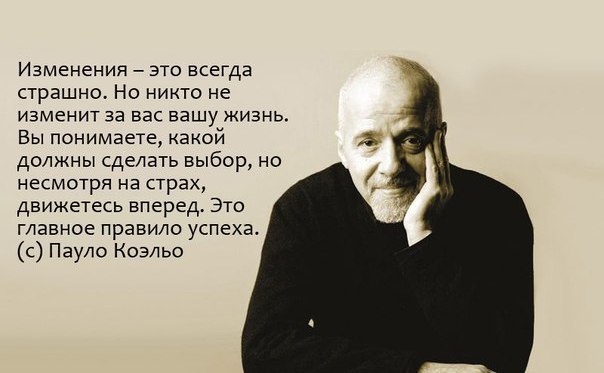 Изменения – это всегда
страшно. Но никто не
изменит за вас вашу жизнь.
Вы понимаете, какой
должны сделать выбор, но
несмотря на страх,
движетесь вперед. Это
главное правило успеха.
(с) Пауло Коэльо